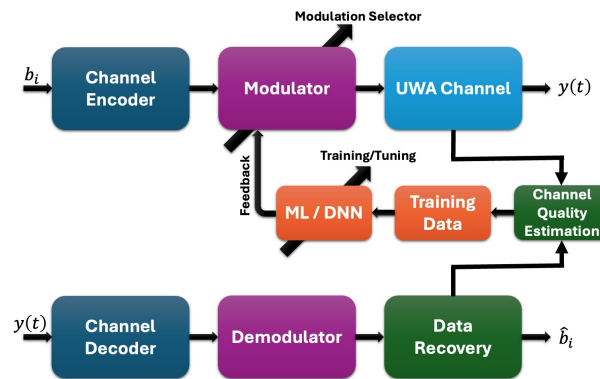 Modulation Selector
b_i
Channel
Encoder
Modulator
UWA Channel
y(t)
Feedback
Training/Tuning
ML / DNN
Training
Data
Channel
Quality
Estimation
y(t)
Channel
Decoder
Demodulator
Data
Recovery
b̂_i